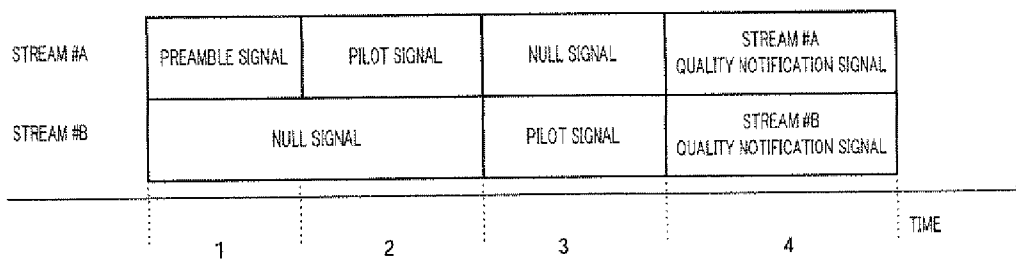 STREAM #A
PREAMBLE SIGNAL
PILOT SIGNAL
NULL SIGNAL
STREAM #A
QUALITY NOTIFICATION SIGNAL
STREAM #B
NULL SIGNAL
PILOT SIGNAL
STREAM #B
QUALITY NOTIFICATION SIGNAL
TIME
1
2
3
4